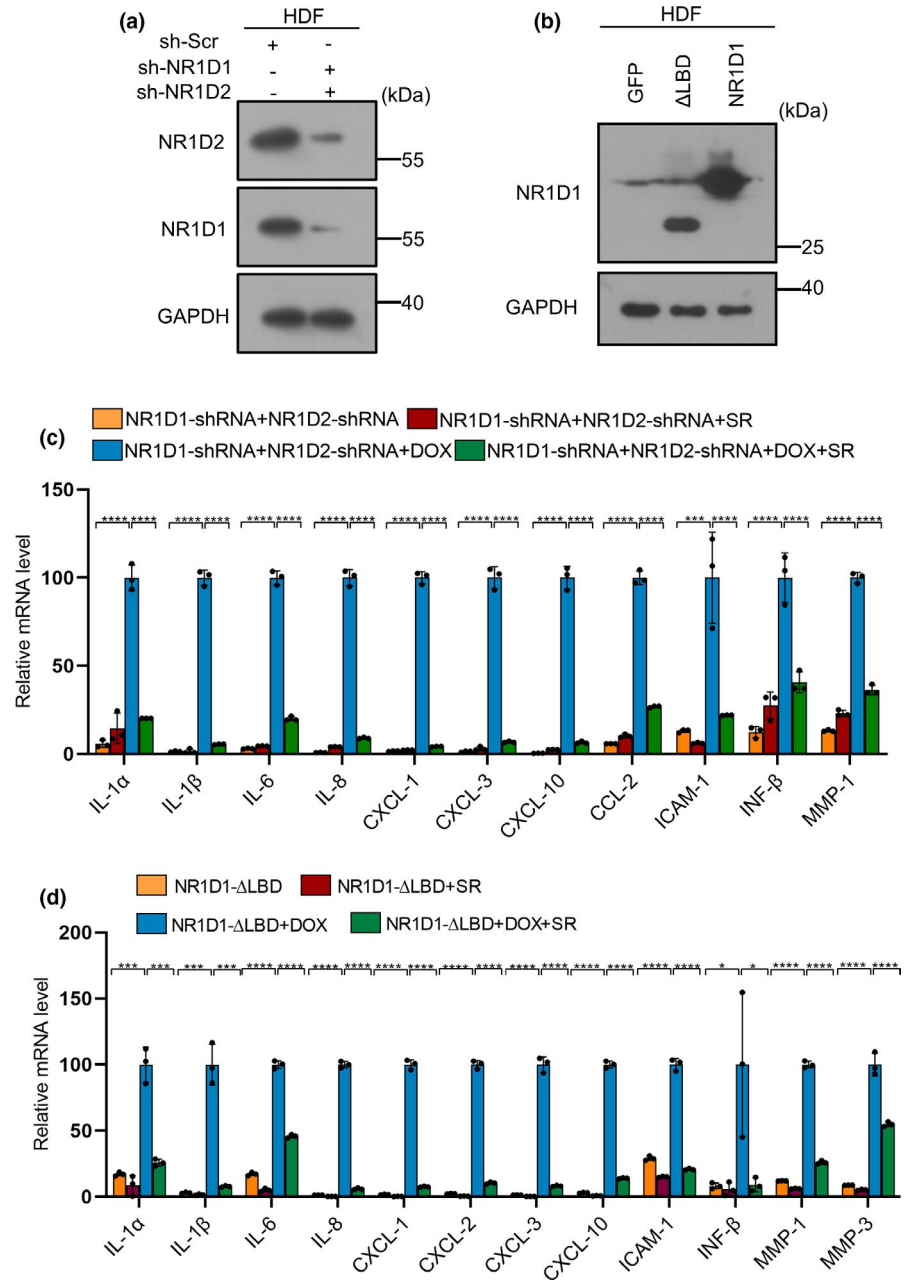 (a)
HDF
sh-Scr + -
sh-NR1D1 - +
sh-NR1D2 - + (kDa)
NR1D2
55
NR1D1
55
GAPDH
40
(b)
HDF
GFP ΔLBD NR1D1
(kDa)
NR1D1
25
40
GAPDH
(c)
NR1D1-shRNA+NR1D2-shRNA NR1D1-shRNA+NR1D2-shRNA+SR
NR1D1-shRNA+NR1D2-shRNA+DOX NR1D1-shRNA+NR1D2-shRNA+DOX+SR
Relative mRNA level
150
100
50
0
**** **** **** **** **** **** **** **** **** **** **** **** **** **** **** **** *** **** **** **** **** ****
IL-1α IL-1β IL-6 IL-8 CXCL-1 CXCL-3 CXCL-10 CCL-2 ICAM-1 INF-β MMP-1
(d)
NR1D1-ΔLBD NR1D1-ΔLBD+SR
NR1D1-ΔLBD+DOX NR1D1-ΔLBD+DOX+SR
Relative mRNA level
200
150
100
50
0
*** *** *** *** **** **** **** **** **** **** **** **** **** **** **** **** **** **** * * **** **** **** ****
IL-1α IL-1β IL-6 IL-8 CXCL-1 CXCL-2 CXCL-3 CXCL-10 ICAM-1 INF-β MMP-1 MMP-3